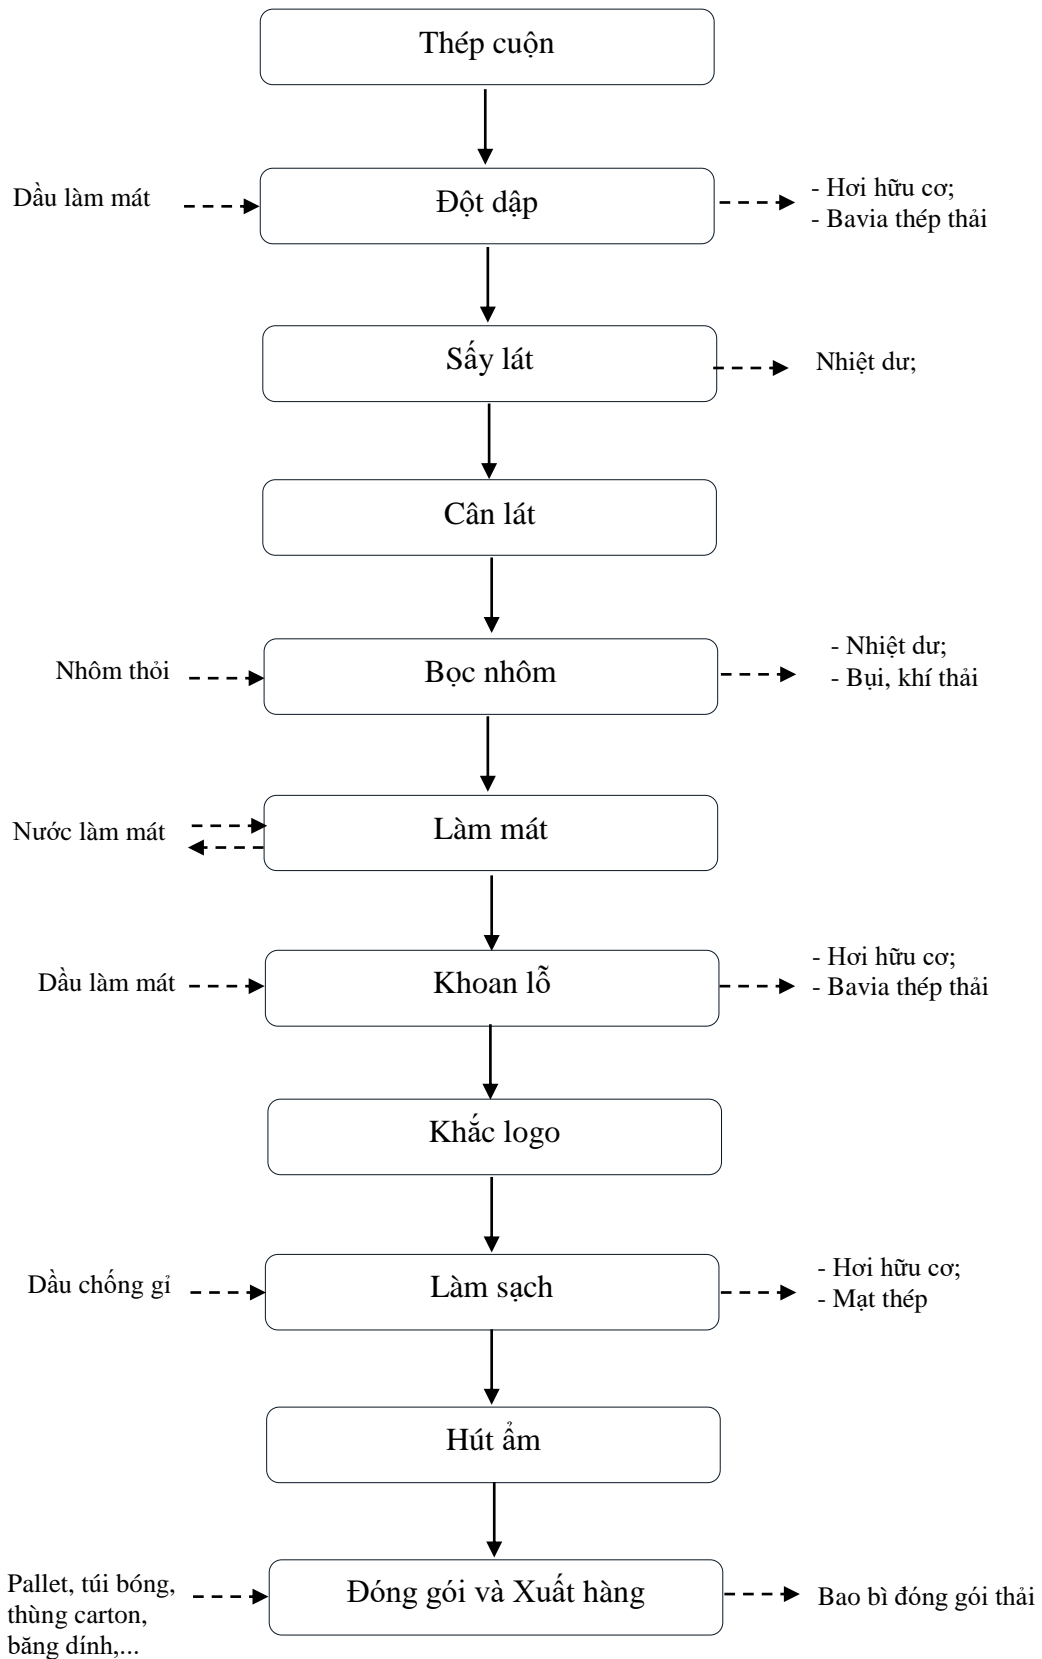 Thép cuộn
Dầu làm mát
Đột dập
- Hơi hữu cơ;
- Bavia thép thải
Sấy lát
Nhiệt dư;
Cân lát
Nhôm thỏi
Bọc nhôm
- Nhiệt dư;
- Bụi, khí thải
Nước làm mát
Làm mát
Dầu làm mát
Khoan lỗ
- Hơi hữu cơ;
- Bavia thép thải
Khắc logo
Dầu chống gỉ
Làm sạch
- Hơi hữu cơ;
- Mạt thép
Hút ẩm
Pallet, túi bóng,
thùng carton,
băng dính,...
Đóng gói và Xuất hàng
Bao bì đóng gói thải